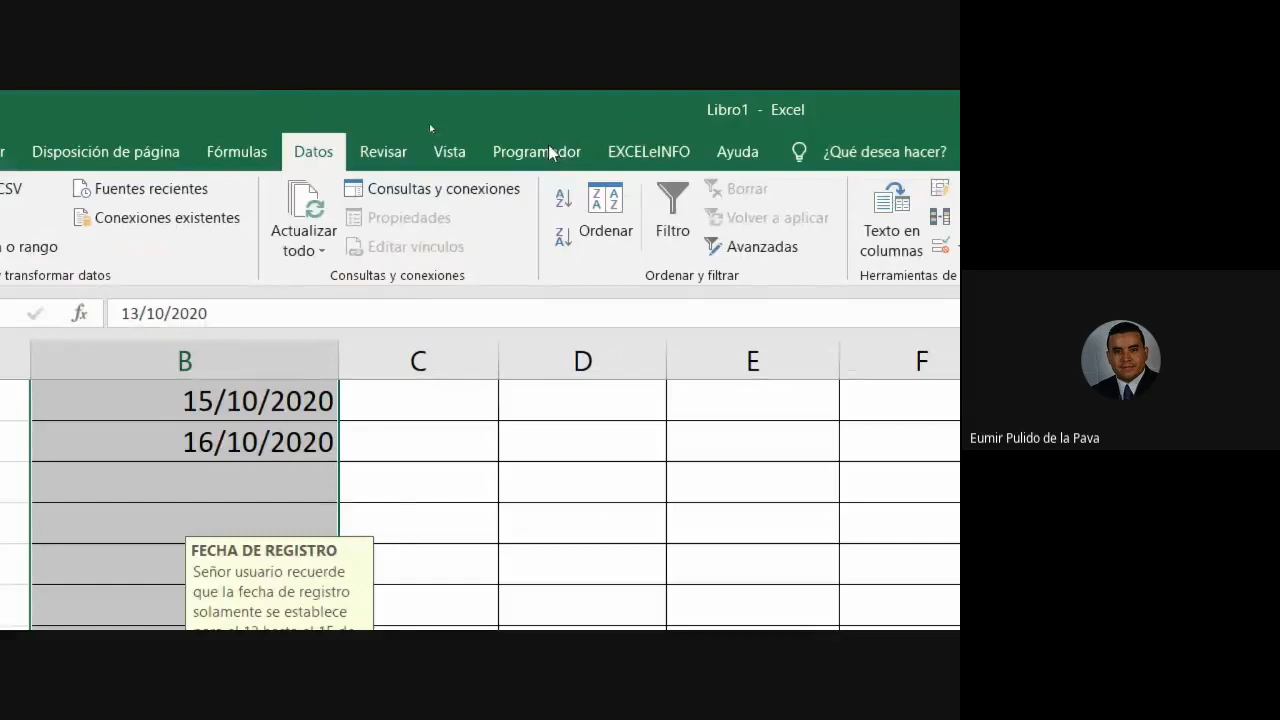 Libro1 - Excel
r Disposición de página Fórmulas Datos Revisar Vista Programador EXCELeINFO Ayuda ¿Qué desea hacer?
CSV
Fuentes recientes
Conexiones existentes
o rango
y transformar datos
Actualizar
todo
Consultas y conexiones
Propiedades
Editar vínculos
Consultas y conexiones
Ordenar
Filtro
Borrar
Volver a aplicar
Avanzadas
Ordenar y filtrar
Texto en
columnas
Herramientas de
fx 13/10/2020
B C D E F
15/10/2020
16/10/2020
FECHA DE REGISTRO
Señor usuario recuerde
que la fecha de registro
solamente se establece
Eumir Pulido de la Pava